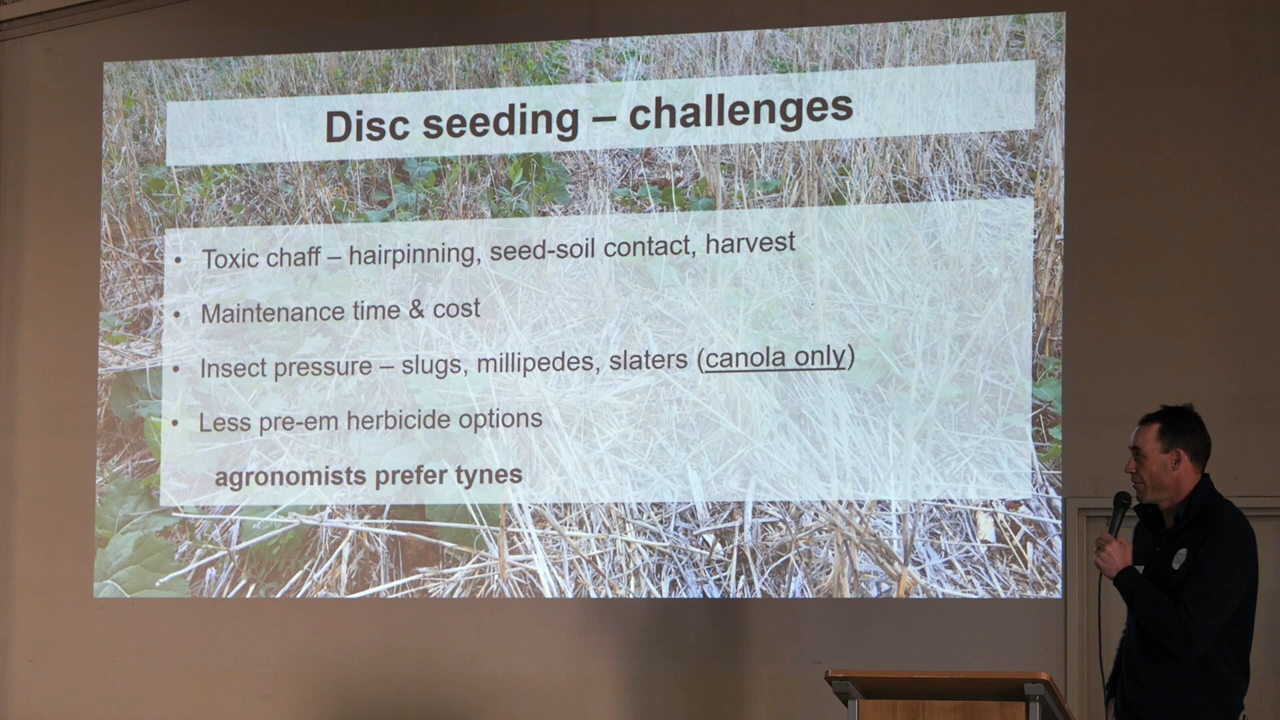 Disc seeding – challenges
• Toxic chaff – hairpinning, seed-soil contact, harvest
• Maintenance time & cost
• Insect pressure – slugs, millipedes, slaters (canola only)
• Less pre-em herbicide options
agronomists prefer tynes